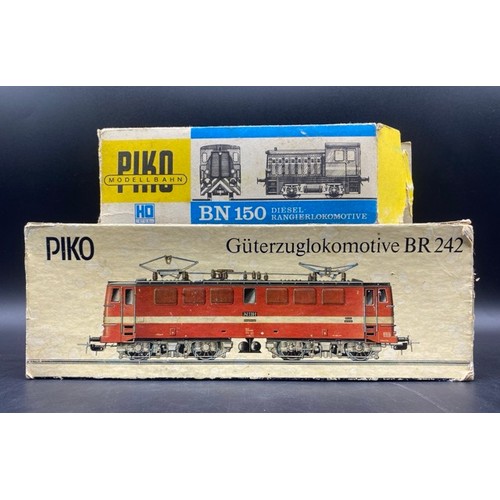 PIKO
MODELLBAHN
HO
BN 150 DIESEL-
RANGIERLOKOMOTIVE
PIKO
Güterzuglokomotive BR 242